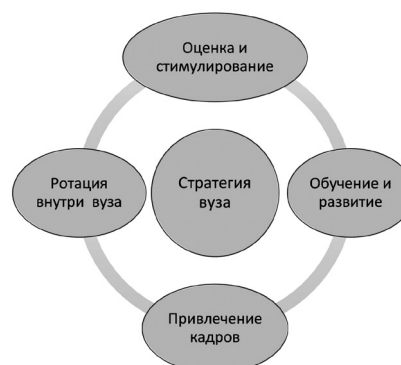 Оценка и
стимулирование
Ротация
внутри вуза
Стратегия
вуза
Обучение и
развитие
Привлечение
кадров